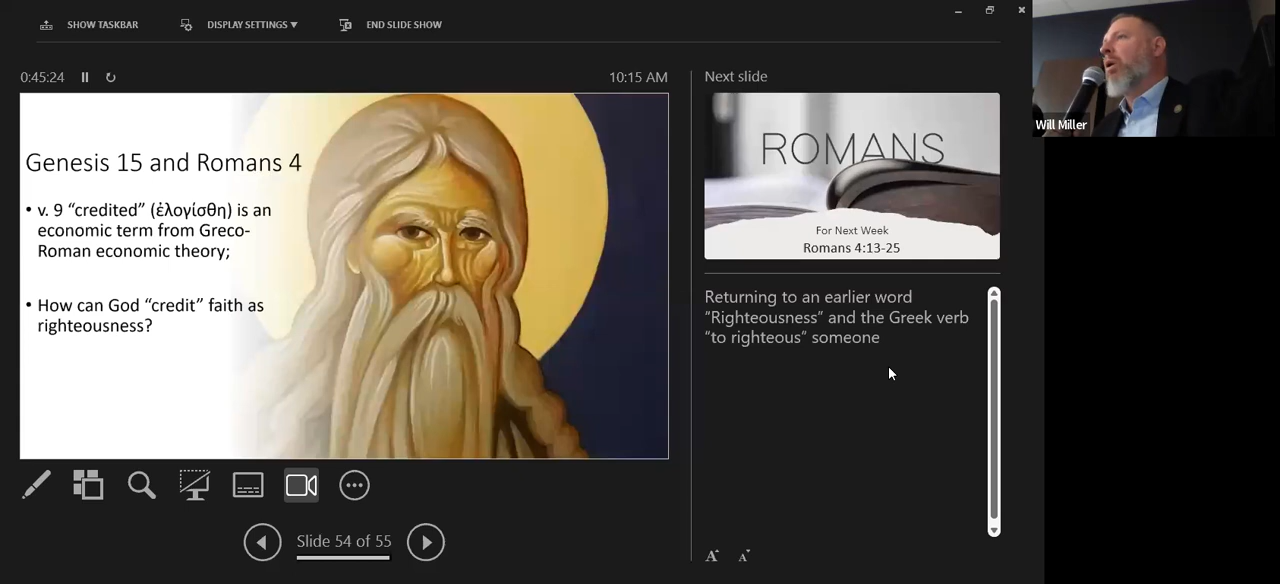 SHOW TASKBAR
DISPLAY SETTINGS ▼
END SLIDE SHOW
0:45:24
10:15 AM
Genesis 15 and Romans 4
• v. 9 “credited” (ἐλογίσθη) is an
economic term from Greco-
Roman economic theory;
• How can God “credit” faith as
righteousness?
Slide 54 of 55
Next slide
ROMANS
For Next Week
Romans 4:13-25
Returning to an earlier word
“Righteousness” and the Greek verb
“to righteous” someone
A A
Will Miller